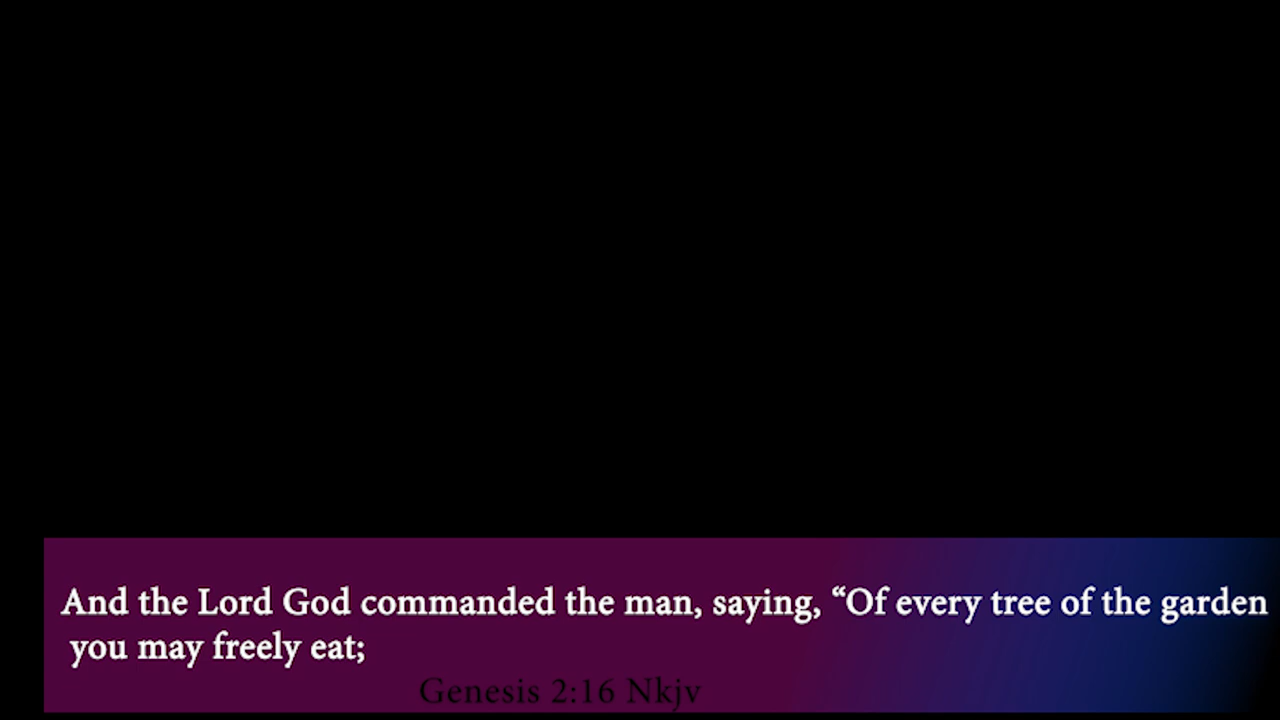 And the Lord God commanded the man, saying, “Of every tree of the garden
you may freely eat;
Genesis 2:16 Nkjv